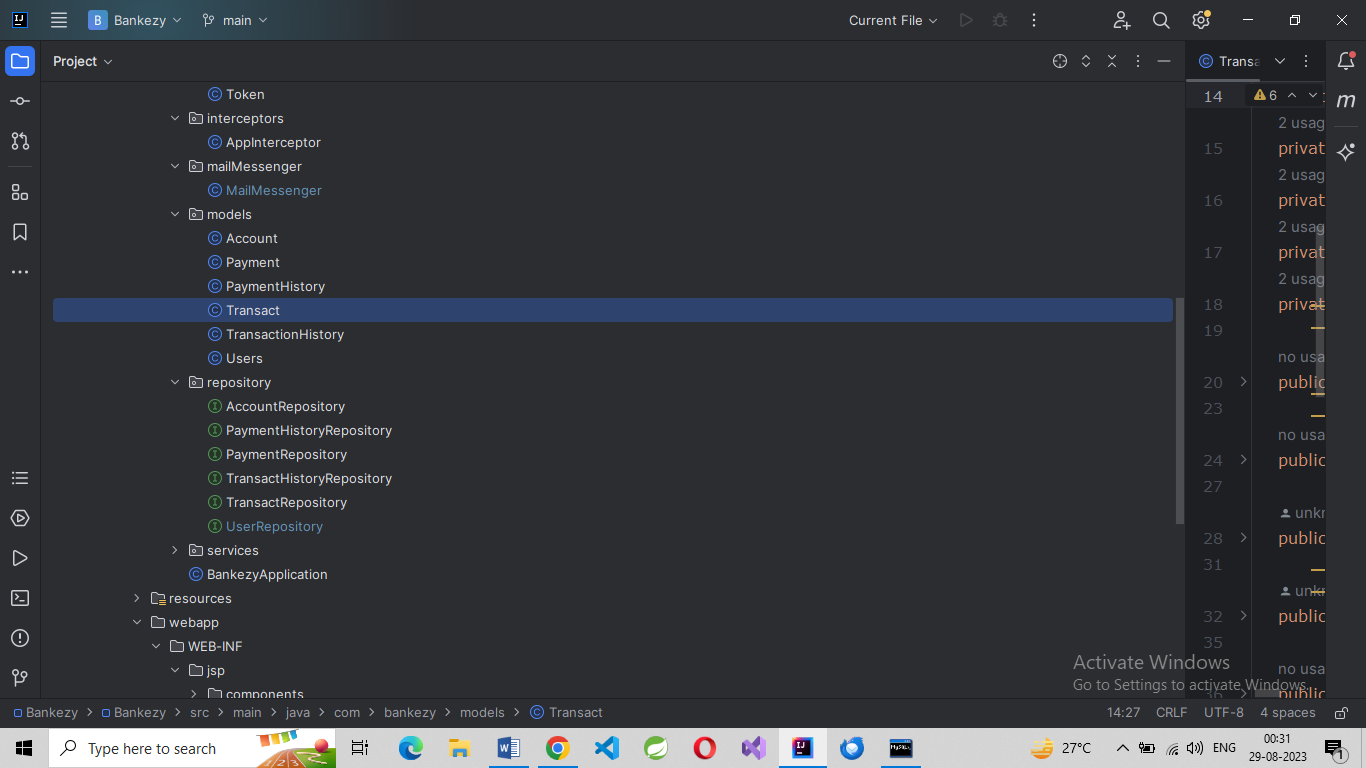 B Bankezy main Current File
Project
Transa
Token
interceptors
AppInterceptor
mailMessenger
MailMessenger
models
Account
Payment
PaymentHistory
Transact
TransactionHistory
Users
repository
AccountRepository
PaymentHistoryRepository
PaymentRepository
TransactHistoryRepository
TransactRepository
UserRepository
services
BankezyApplication
resources
webapp
WEB-INF
jsp
components
14 6
2 usag
15 privat
2 usag
16 privat
2 usag
17 privat
2 usag
18 privat
19
no usa
20 public
23
no usa
24 public
27
unkn
28 public
31
unkn
32 public
35
no usa
36 public
m
Activate Windows
Go to Settings to activate Windows.
Bankezy Bankezy src main java com bankezy models Transact 14:27 CRLF UTF-8 4 spaces
Type here to search 27°C ENG 00:31
29-08-2023 1